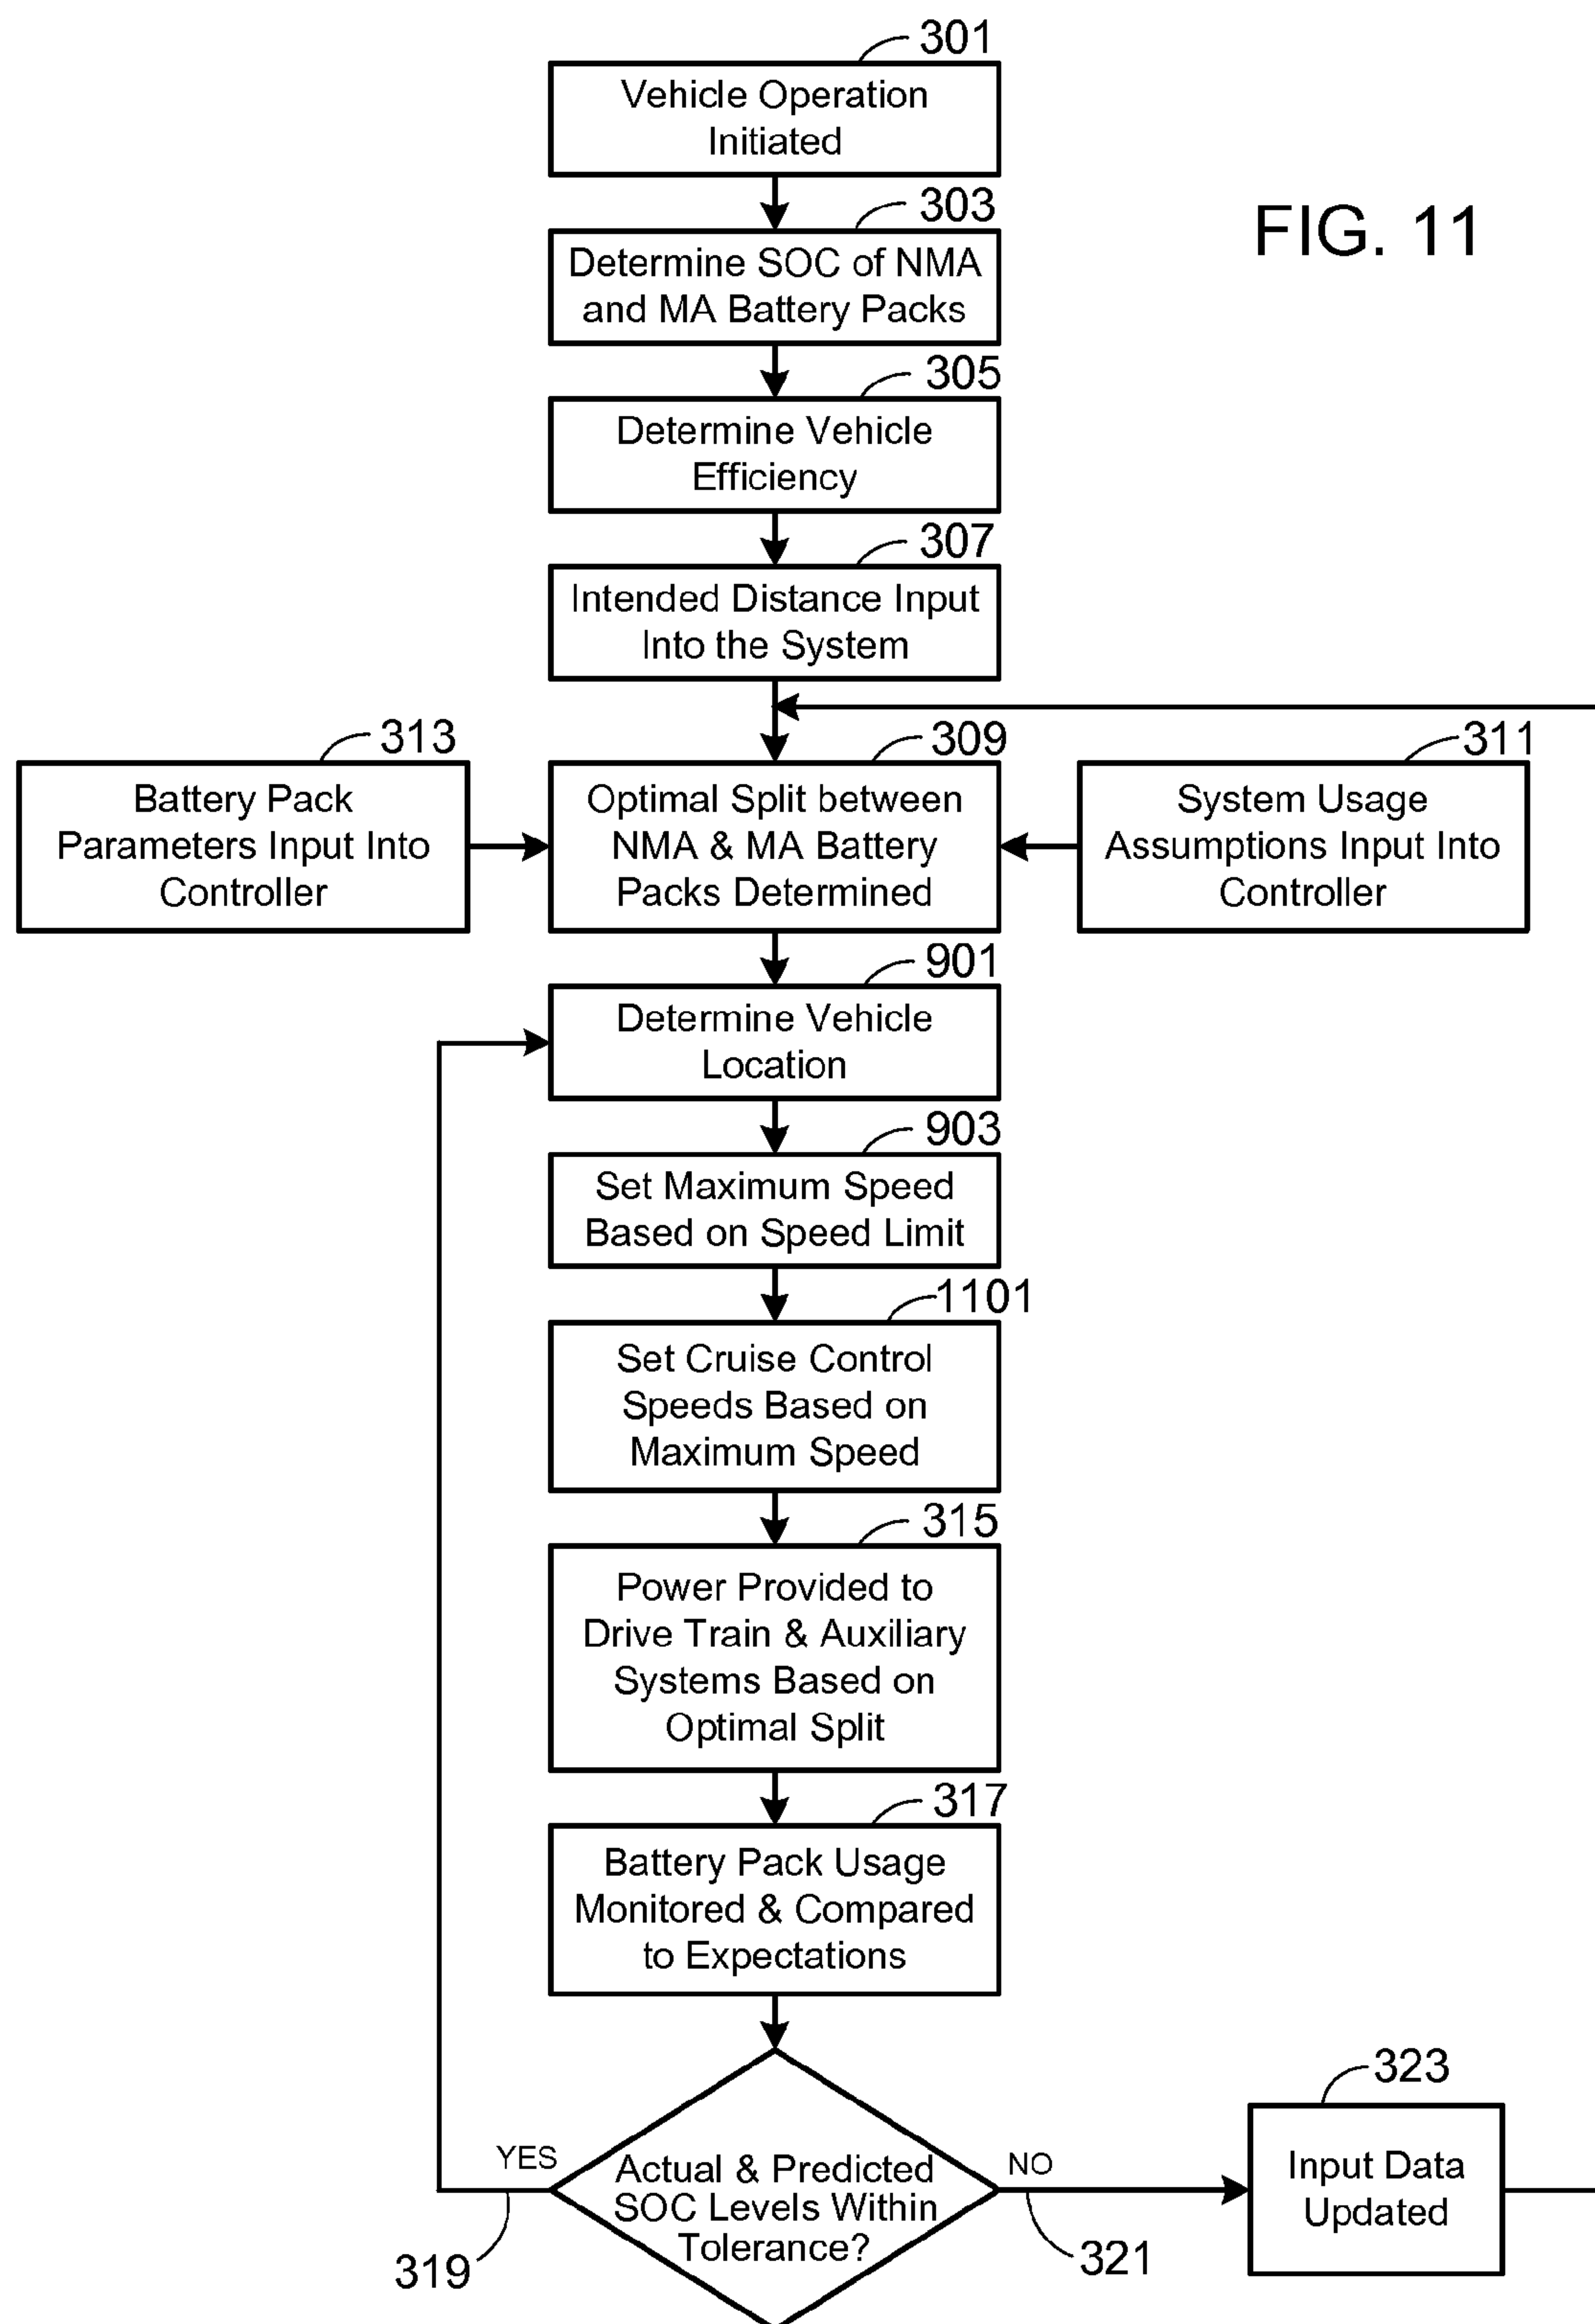 301
Vehicle Operation
Initiated
303
FIG. 11
Determine SOC of NMA
and MA Battery Packs
305
Determine Vehicle
Efficiency
307
Intended Distance Input
Into the System
313
309
311
Battery Pack
Parameters Input Into
Controller
Optimal Split between
NMA & MA Battery
Packs Determined
System Usage
Assumptions Input Into
Controller
901
Determine Vehicle
Location
903
Set Maximum Speed
Based on Speed Limit
1101
Set Cruise Control
Speeds Based on
Maximum Speed
315
Power Provided to
Drive Train & Auxiliary
Systems Based on
Optimal Split
317
Battery Pack Usage
Monitored & Compared
to Expectations
YES
Actual & Predicted
SOC Levels Within
Tolerance?
NO
319
321
323
Input Data
Updated